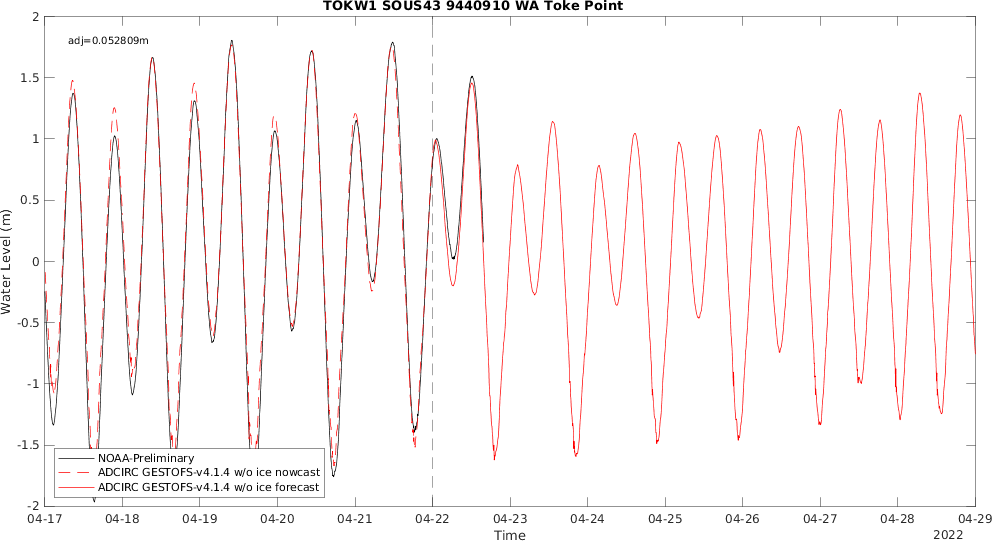 TOKW1 SOUS43 9440910 WA Toke Point
adj=0.052809m
2
1.5
1
0.5
0
-0.5
-1
-1.5
-2
Water Level (m)
NOAA-Preliminary
ADCIRC GESTOFS-v4.1.4 w/o ice nowcast
ADCIRC GESTOFS-v4.1.4 w/o ice forecast
04-17 04-18 04-19 04-20 04-21 04-22 04-23 04-24 04-25 04-26 04-27 04-28 04-29
Time
2022